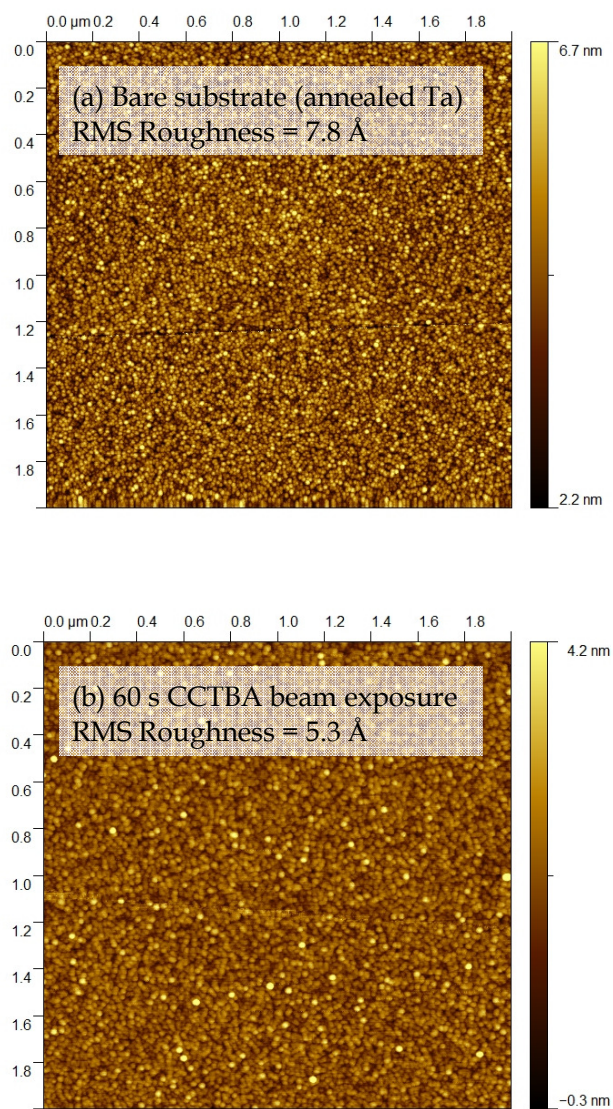 0.0 µm 0.2 0.4 0.6 0.8 1.0 1.2 1.4 1.6 1.8
0.0
0.2
0.4
0.6
0.8
1.0
1.2
1.4
1.6
1.8
(a) Bare substrate (annealed Ta)
RMS Roughness = 7.8 Å
6.7 nm
2.2 nm
0.0 µm 0.2 0.4 0.6 0.8 1.0 1.2 1.4 1.6 1.8
0.0
0.2
0.4
0.6
0.8
1.0
1.2
1.4
1.6
1.8
(b) 60 s CCTBA beam exposure
RMS Roughness = 5.3 Å
4.2 nm
−0.3 nm